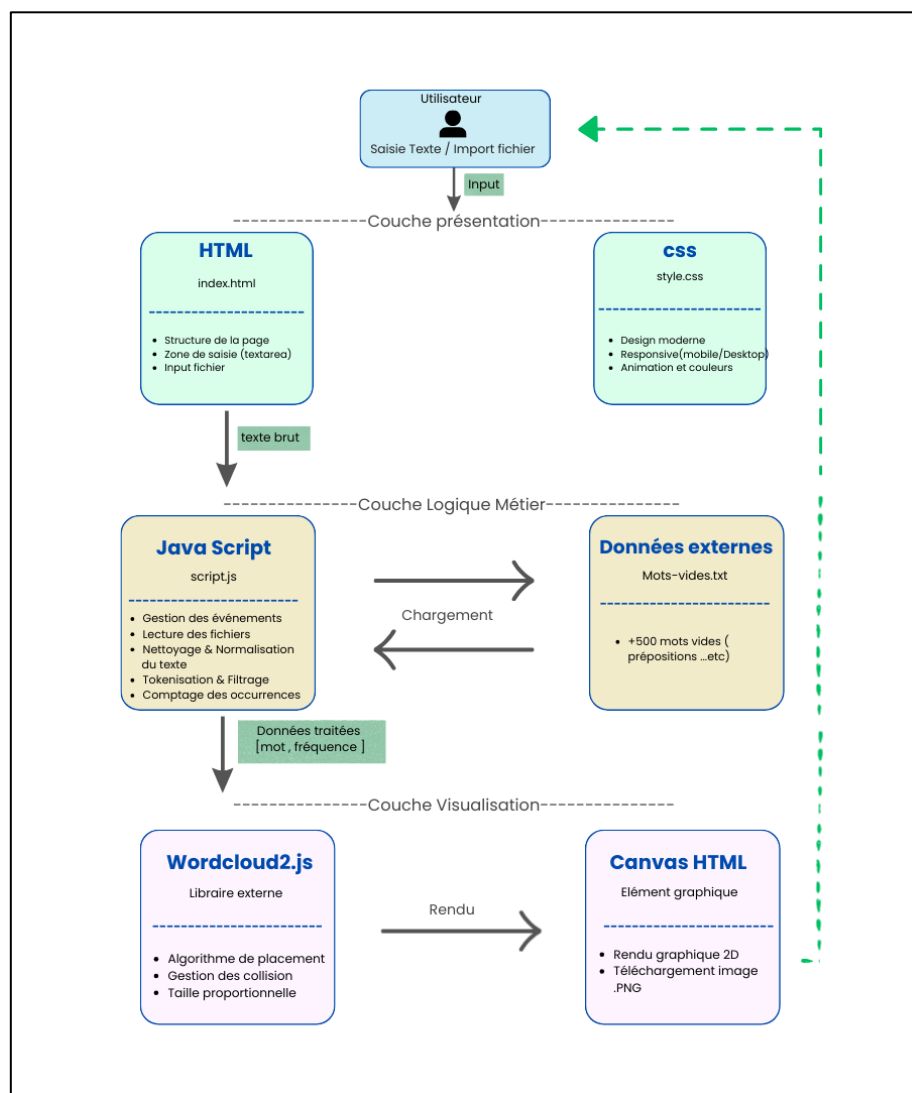 Utilisateur
Saisie Texte / Import fichier
Input
Couche présentation
HTML
index.html
Structure de la page
Zone de saisie (textarea)
Input fichier
css
style.css
Design moderne
Responsive(mobile/Desktop)
Animation et couleurs
texte brut
Couche Logique Métier
Java Script
script.js
Gestion des événements
Lecture des fichiers
Nettoyage & Normalisation
du texte
Tokenisation & Filtrage
Comptage des occurrences
Chargement
Données externes
Mots-vides.txt
+500 mots vides (
prépositions ...etc)
Données traitées
[mot , fréquence ]
Couche Visualisation
Wordcloud2.js
Libraire externe
Algorithme de placement
Gestion des collision
Taille proportionnelle
Rendu
Canvas HTML
Elément graphique
Rendu graphique 2D
Téléchargement image
.PNG